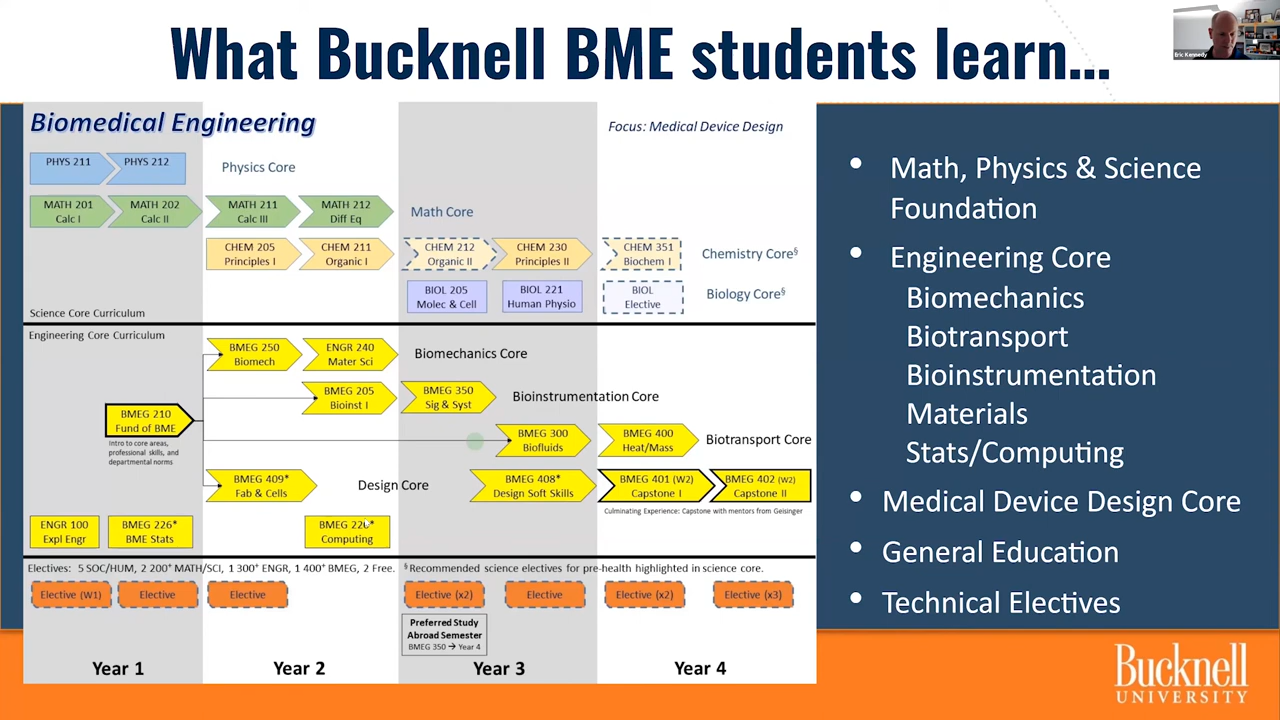 What Bucknell BME students learn...
Eric Kennedy
Biomedical Engineering
Focus: Medical Device Design
PHYS 211
PHYS 212
Physics Core
MATH 201
Calc I
MATH 202
Calc II
MATH 211
Calc III
MATH 212
Diff Eq
Math Core
CHEM 205
Principles I
CHEM 211
Organic I
CHEM 212
Organic II
CHEM 230
Principles II
CHEM 351
Biochem I
Chemistry Core§
BIOL 205
Molec & Cell
BIOL 221
Human Physio
BIOL
Elective
Biology Core§
Science Core Curriculum
Engineering Core Curriculum
BMEG 250
Biomech
ENGR 240
Mater Sci
Biomechanics Core
BMEG 205
Bioinst I
BMEG 350
Sig & Syst
Bioinstrumentation Core
BMEG 210
Fund of BME
Intro to core areas,
professional skills, and
departmental norms
BMEG 300
Biofluids
BMEG 400
Heat/Mass
Biotransport Core
BMEG 409*
Fab & Cells
Design Core
BMEG 408*
Design Soft Skills
BMEG 401 (W2)
Capstone I
BMEG 402 (W2)
Capstone II
Culminating Experience: Capstone with mentors from Geisinger
ENGR 100
Expl Engr
BMEG 226*
BME Stats
BMEG
Computing
Electives: 5 SOC/HUM, 2 200+ MATH/SCI, 1 300+ ENGR, 1 400+ BMEG, 2 Free.
§Recommended science electives for pre-health highlighted in science core.
Elective (W1)
Elective
Elective
Elective (x2)
Elective
Elective (x2)
Elective (x3)
Preferred Study
Abroad Semester
BMEG 350 → Year 4
Year 1
Year 2
Year 3
Year 4
• Math, Physics & Science
Foundation
• Engineering Core
Biomechanics
Biotransport
Bioinstrumentation
Materials
Stats/Computing
• Medical Device Design Core
• General Education
• Technical Electives
Bucknell
UNIVERSITY